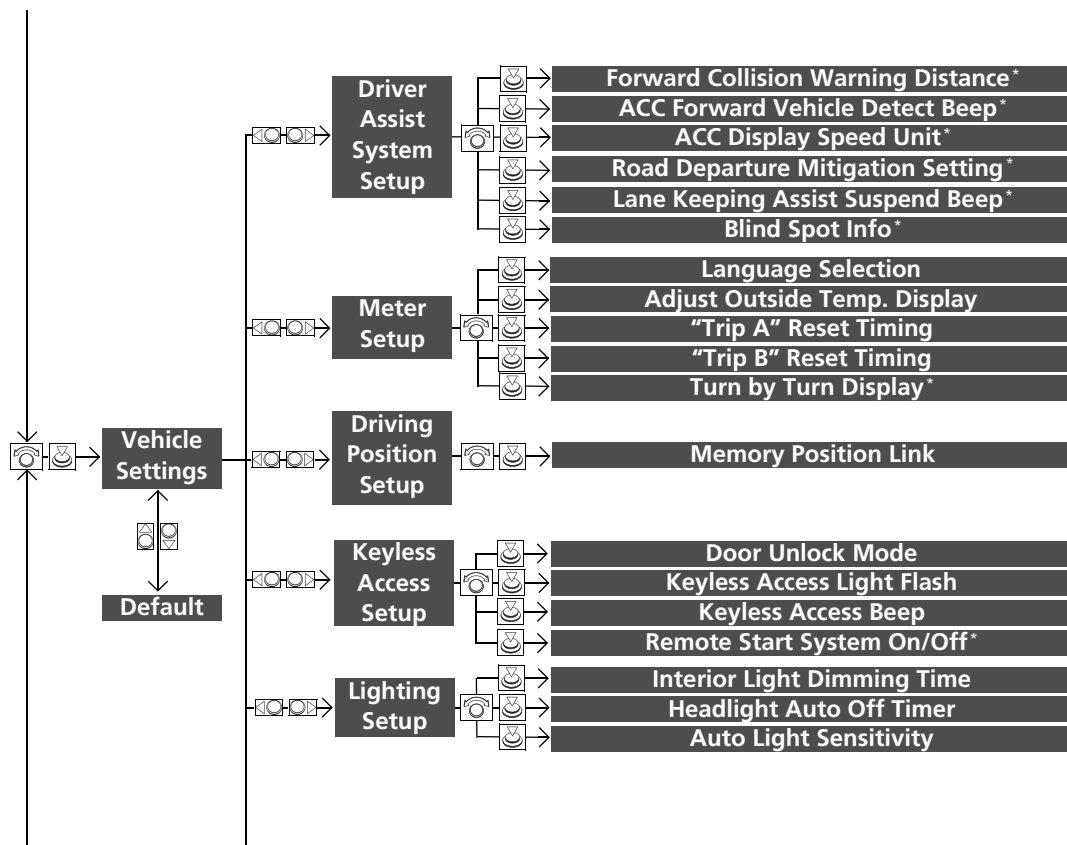 Driver
Assist
System
Setup
Forward Collision Warning Distance*
ACC Forward Vehicle Detect Beep*
ACC Display Speed Unit*
Road Departure Mitigation Setting*
Lane Keeping Assist Suspend Beep*
Blind Spot Info*
Meter
Setup
Language Selection
Adjust Outside Temp. Display
“Trip A” Reset Timing
“Trip B” Reset Timing
Turn by Turn Display*
Vehicle
Settings
Default
Driving
Position
Setup
Memory Position Link
Keyless
Access
Setup
Door Unlock Mode
Keyless Access Light Flash
Keyless Access Beep
Remote Start System On/Off*
Lighting
Setup
Interior Light Dimming Time
Headlight Auto Off Timer
Auto Light Sensitivity